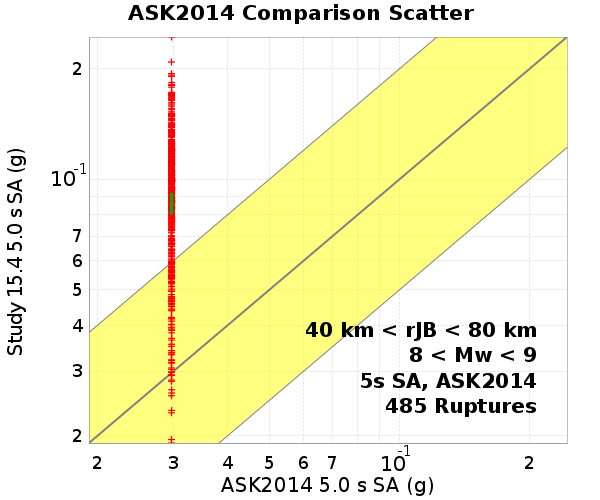 ASK2014 Comparison Scatter
Study 15.4 5.0 s SA (g)
2
10-1
7
6
5
4
3
2
40 km < rJB < 80 km
8 < Mw < 9
5s SA, ASK2014
485 Ruptures
2 3 4 5 6 7 10-1 2
ASK2014 5.0 s SA (g)